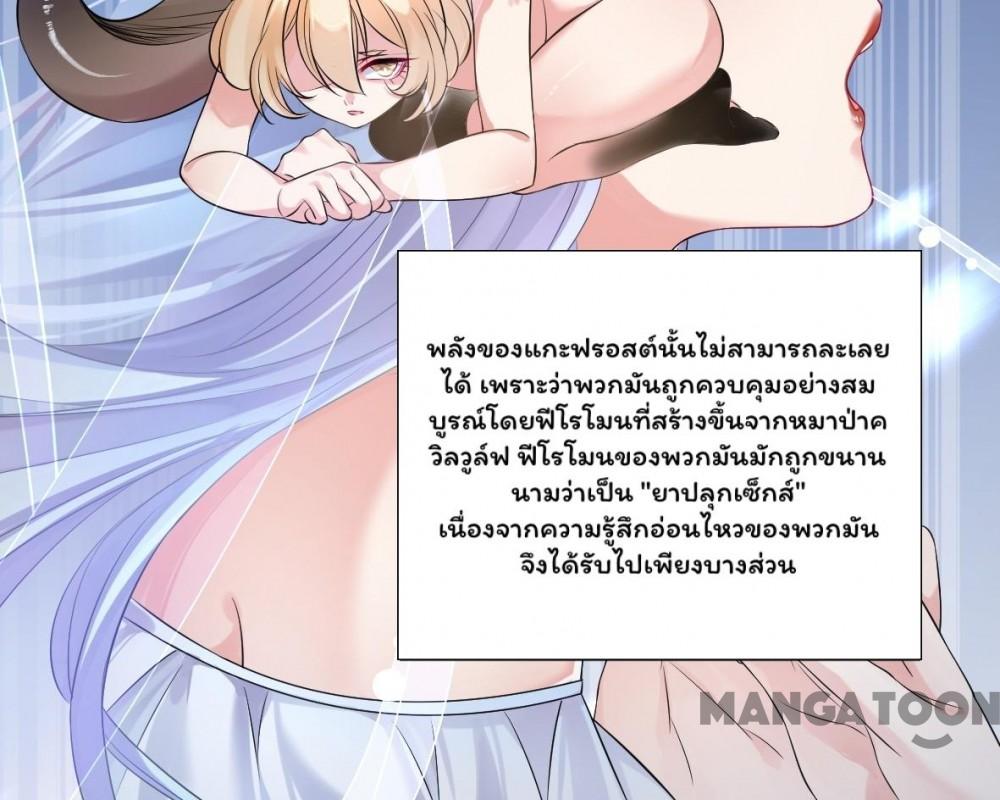 พลังของแกะฟรอสต์นั้นไม่สามารถละเลย
ได้ เพราะว่าพวกมันถูกควบคุมอย่างสม
บูรณ์โดยฟีโรโมนที่สร้างขึ้นจากหมาป่าค
วิลวูล์ฟ ฟีโรโมนของพวกมันมักถูกขนาน
นามว่าเป็น "ยาปลุกเซ็กส์"
เนื่องจากความรู้สึกอ่อนไหวของพวกมัน
จึงได้รับไปเพียงบางส่วน
MANGATOON